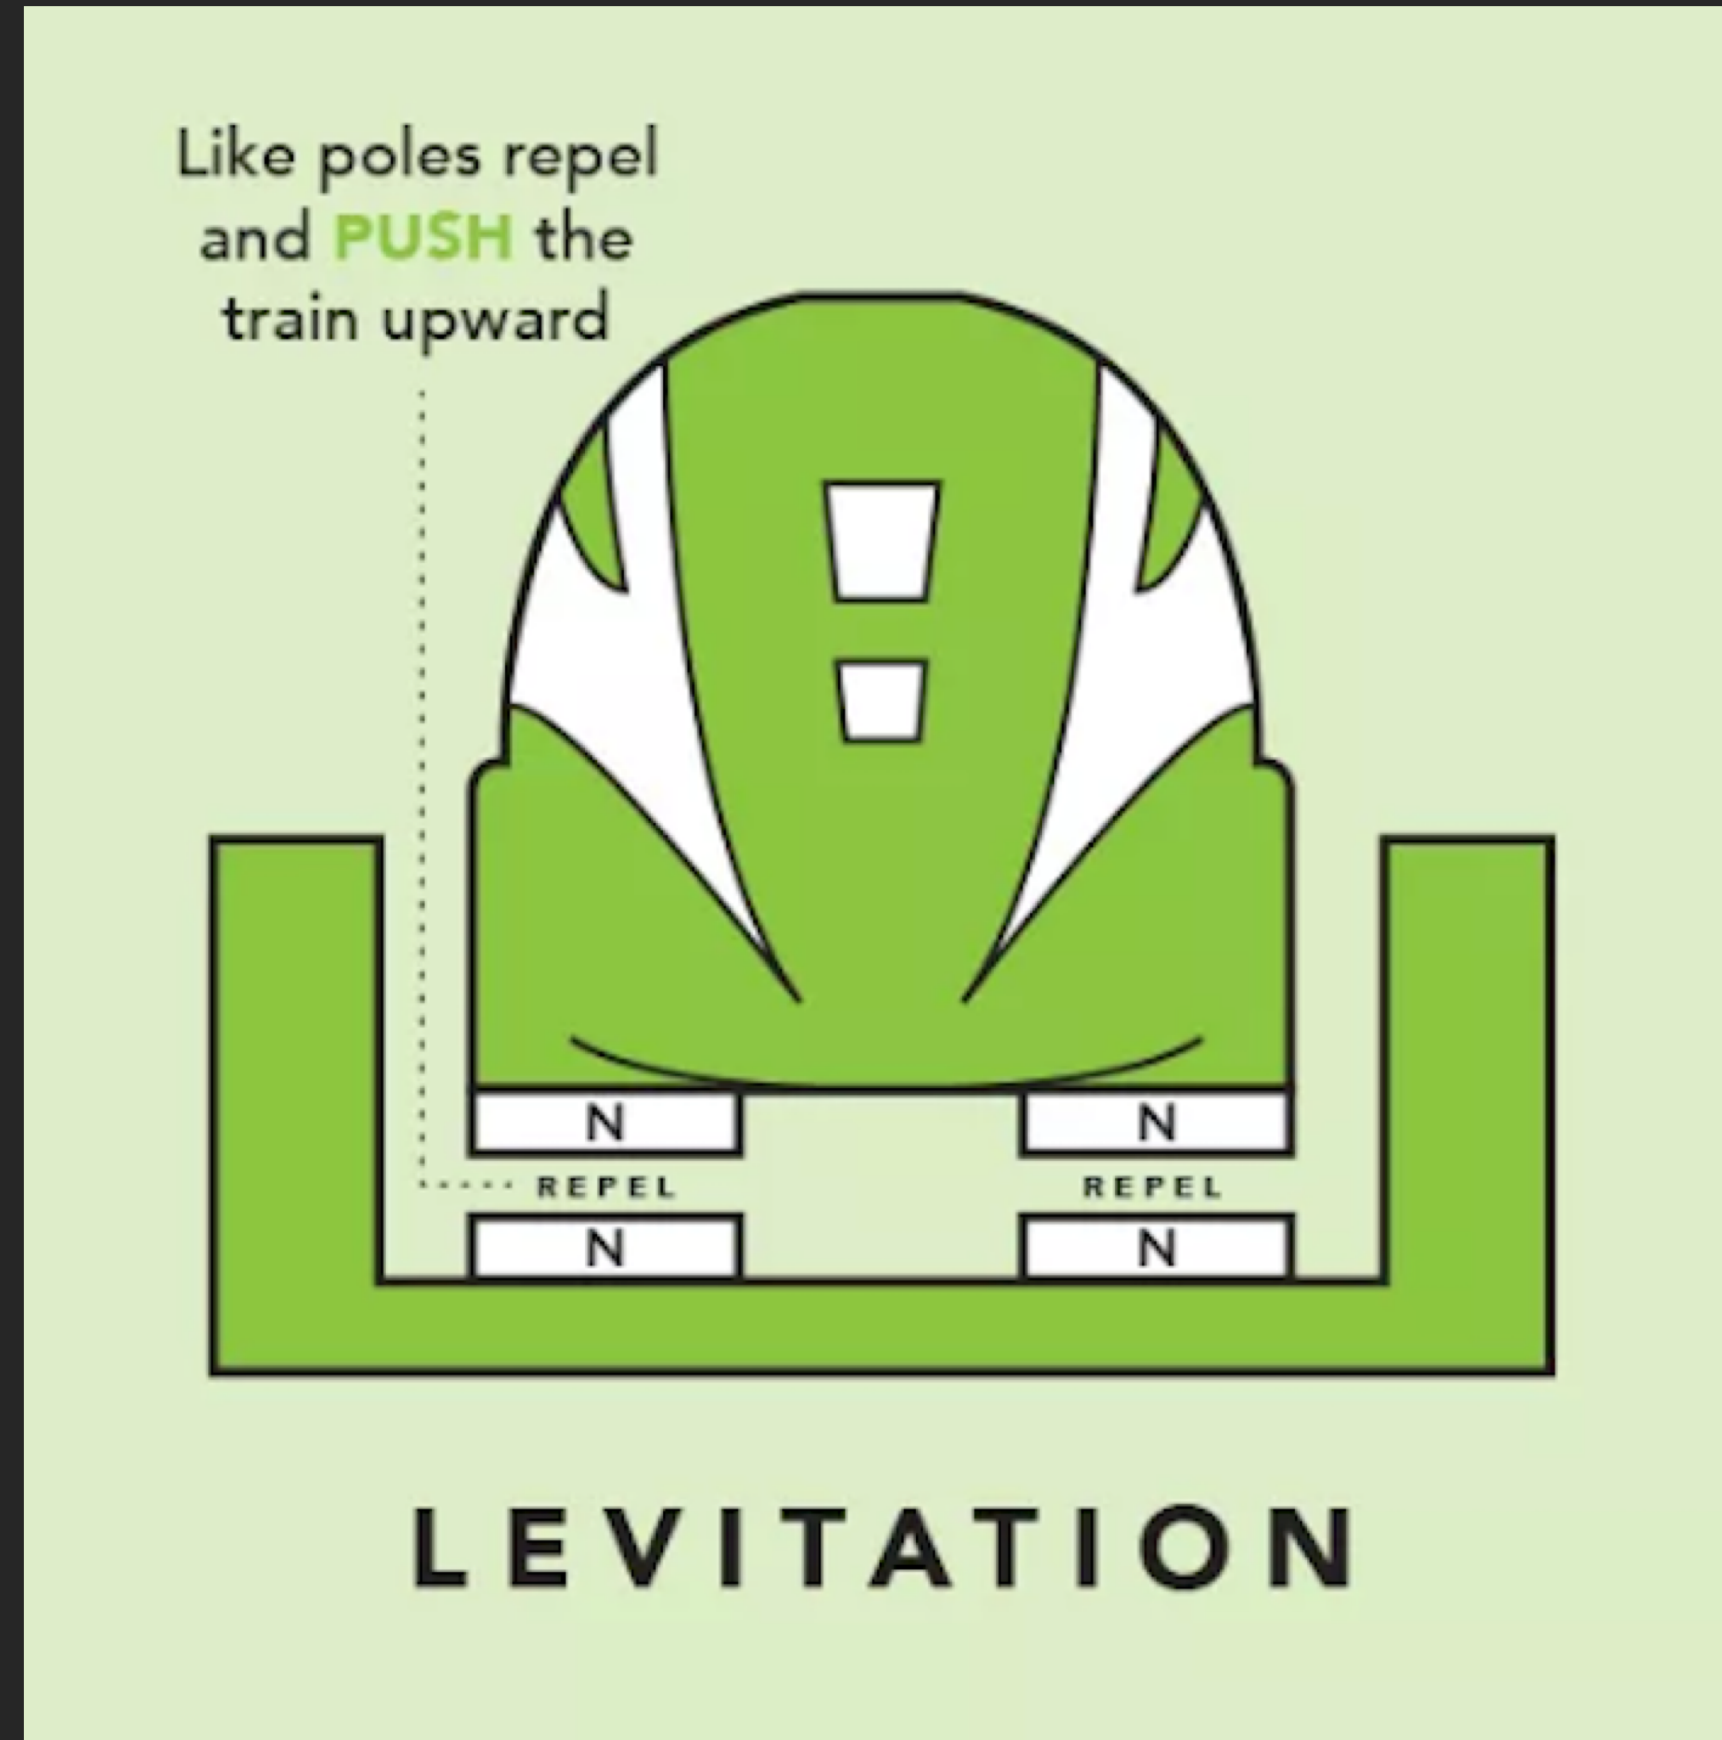 Like poles repel
and PUSH the
train upward
N N
REPEL REPEL
N N
LEVITATION